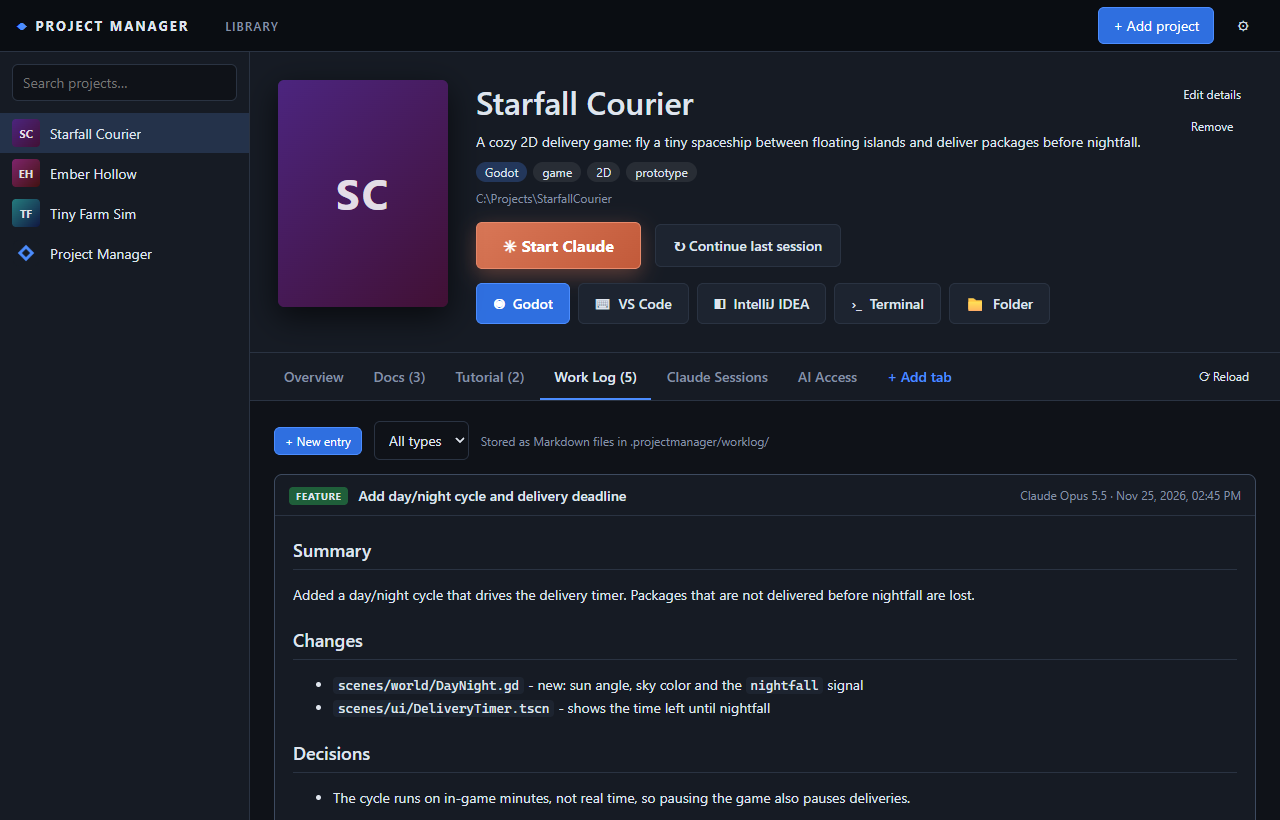 PROJECT MANAGER
LIBRARY
+ Add project
Search projects...
SC Starfall Courier
EH Ember Hollow
TF Tiny Farm Sim
Project Manager
SC
Starfall Courier
Edit details
A cozy 2D delivery game: fly a tiny spaceship between floating islands and deliver packages before nightfall.
Remove
Godot game 2D prototype
C:\Projects\StarfallCourier
Start Claude
↻ Continue last session
Godot
VS Code
IntelliJ IDEA
>_ Terminal
Folder
Overview
Docs (3)
Tutorial (2)
Work Log (5)
Claude Sessions
AI Access
+ Add tab
⟳ Reload
+ New entry
All types
Stored as Markdown files in .projectmanager/worklog/
FEATURE Add day/night cycle and delivery deadline
Claude Opus 5.5 · Nov 25, 2026, 02:45 PM
Summary
Added a day/night cycle that drives the delivery timer. Packages that are not delivered before nightfall are lost.
Changes
• scenes/world/DayNight.gd - new: sun angle, sky color and the nightfall signal
• scenes/ui/DeliveryTimer.tscn - shows the time left until nightfall
Decisions
• The cycle runs on in-game minutes, not real time, so pausing the game also pauses deliveries.